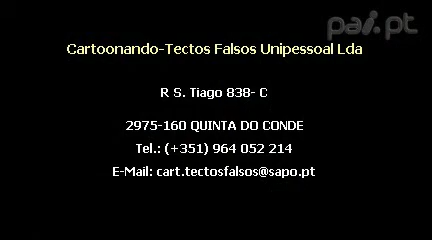 pai.pt
Cartoonando-Tectos Falsos Unipessoal Lda
R S. Tiago 838- C
2975-160 QUINTA DO CONDE
Tel.: (+351) 964 052 214
E-Mail: cart.tectosfalsos@sapo.pt